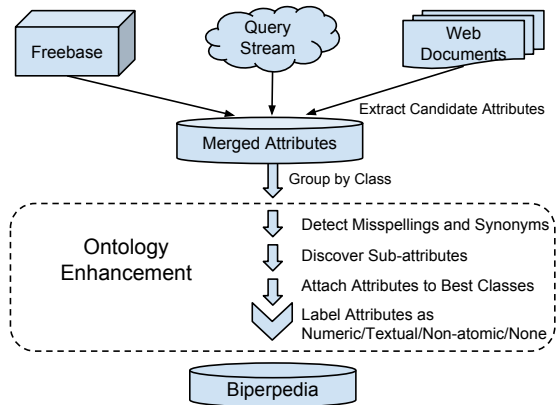 Freebase
Query
Stream
Web
Documents
Extract Candidate Attributes
Merged Attributes
Group by Class
Ontology
Enhancement
Detect Misspellings and Synonyms
Discover Sub-attributes
Attach Attributes to Best Classes
Label Attributes as
Numeric/Textual/Non-atomic/None
Biperpedia